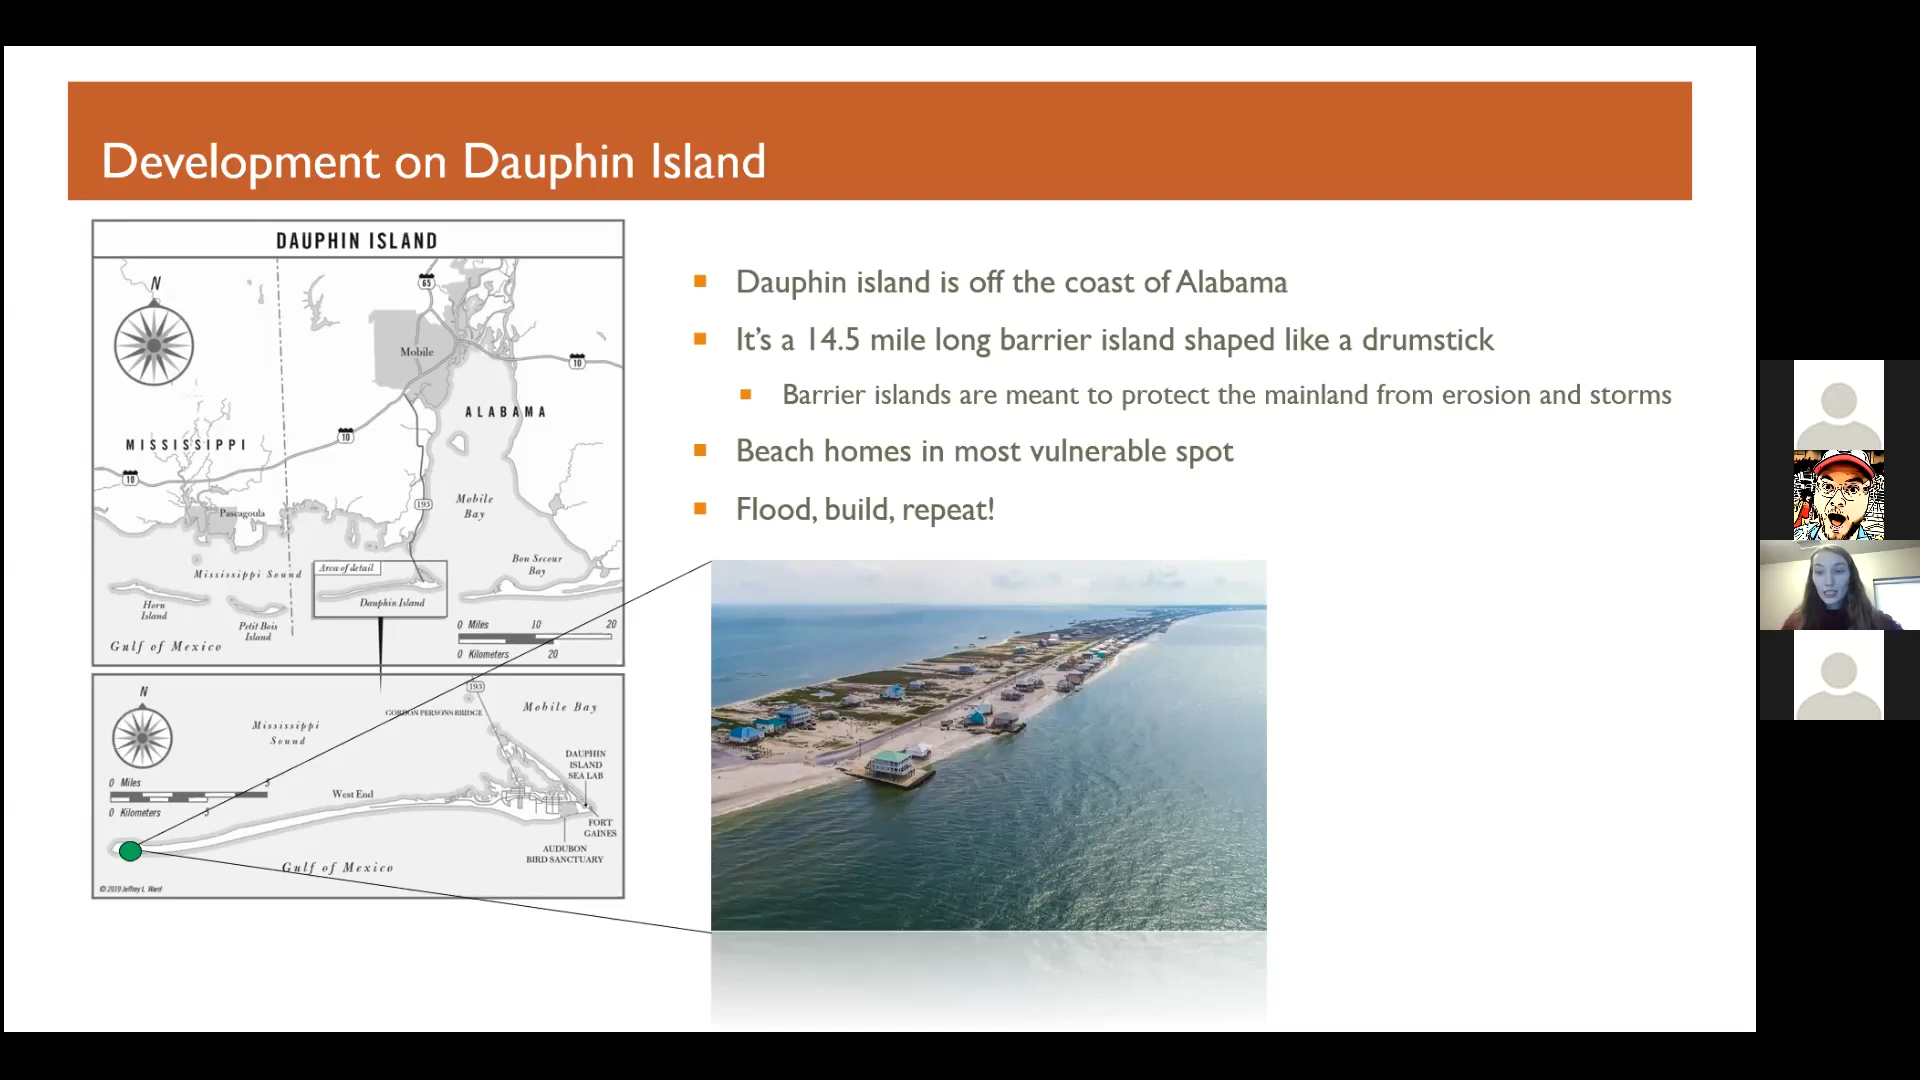 Development on Dauphin Island
DAUPHIN ISLAND
N
65
Mobile
10
ALABAMA
10
MISSISSIPPI
10
193
Mobile
Bay
Pascagoula
Bon Secour
Bay
Mississippi Sound
Area of detail
Dauphin Island
Horn
Island
Petit Bois
Island
Gulf of Mexico
0 Miles 10 20
0 Kilometers 20
N
193
GORDON PERSONS BRIDGE
Mobile Bay
Mississippi
Sound
DAUPHIN
ISLAND
SEA LAB
0 Miles 5
0 Kilometers 5
West End
FORT
GAINES
AUDUBON
BIRD SANCTUARY
Gulf of Mexico
© 2019 Jeffrey L. Ward
Dauphin island is off the coast of Alabama
It's a 14.5 mile long barrier island shaped like a drumstick
Barrier islands are meant to protect the mainland from erosion and storms
Beach homes in most vulnerable spot
Flood, build, repeat!